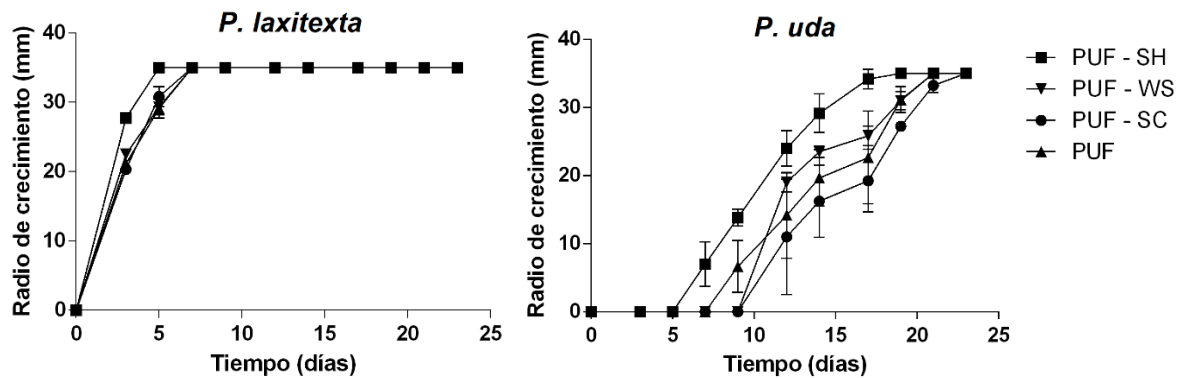 P. laxitexta
Radio de crecimiento (mm)
40
30
20
10
0
0 5 10 15 20 25
Tiempo (días)
P. uda
Radio de crecimiento (mm)
40
30
20
10
0
0 5 10 15 20 25
Tiempo (días)
PUF - SH
PUF - WS
PUF - SC
PUF